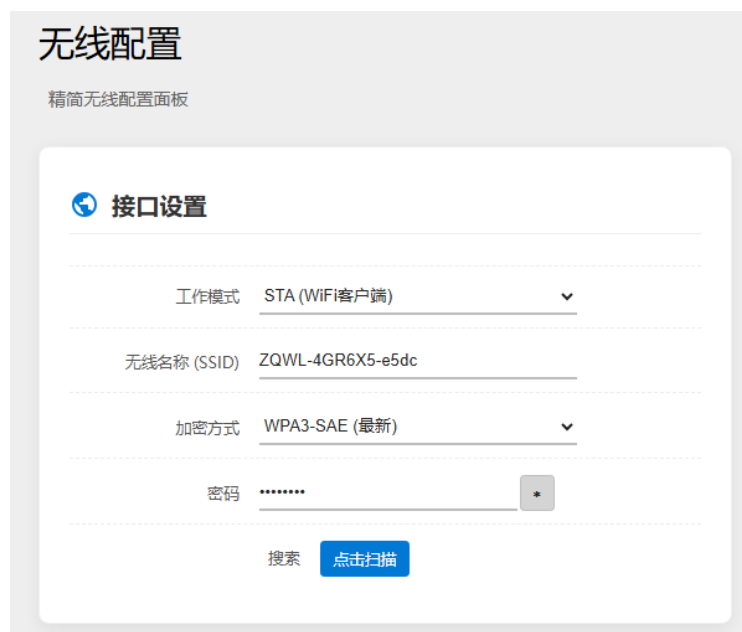 无线配置
精简无线配置面板
接口设置
工作模式 STA (WiFi客户端)
无线名称 (SSID) ZQWL-4GR6X5-e5dc
加密方式 WPA3-SAE (最新)
密码 •••••••• *
搜索 点击扫描